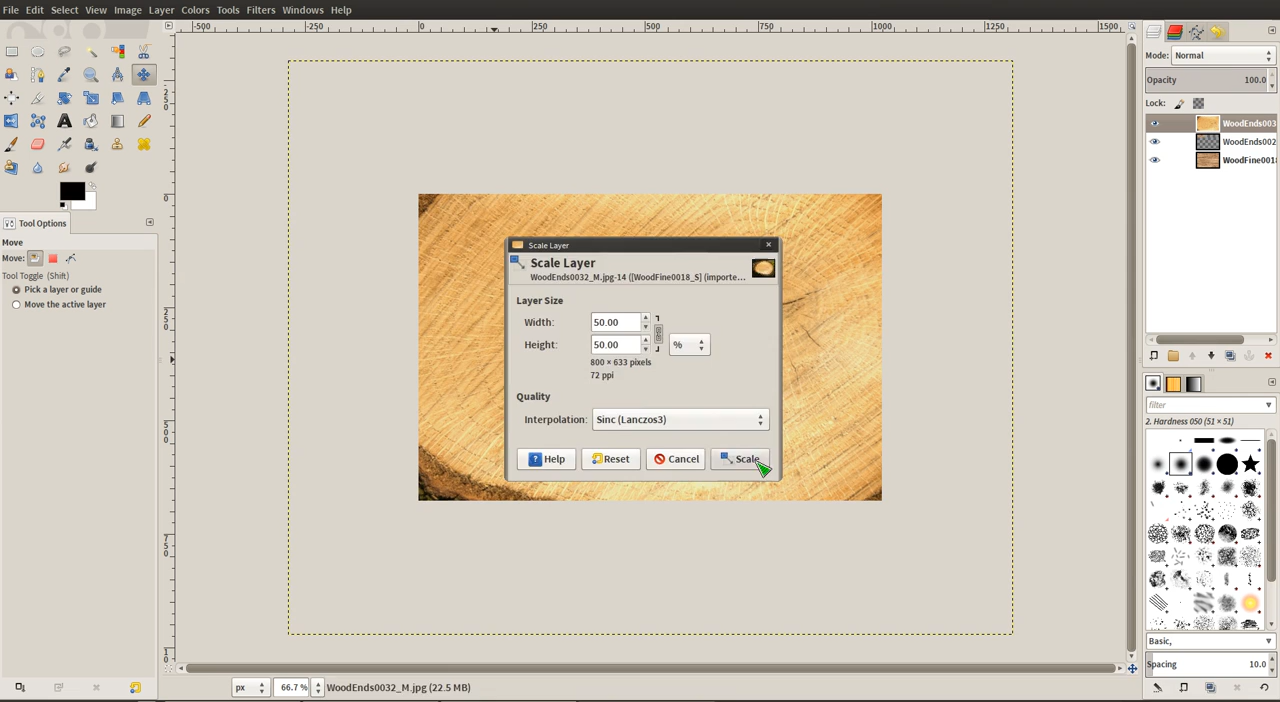 File Edit Select View Image Layer Colors Tools Filters Windows Help
-500 -250 0 250 500 750 1000 1250 1500
Tool Options
Move
Move:
Tool Toggle (Shift)
Pick a layer or guide
Move the active layer
Scale Layer
Scale Layer
WoodEnds0032_M.jpg-14 ([WoodFine0018_S] (importe...
Layer Size
Width: 50.00
Height: 50.00 %
800 × 633 pixels
72 ppi
Quality
Interpolation: Sinc (Lanczos3)
Help Reset Cancel Scale
Mode: Normal
Opacity 100.0
Lock:
WoodEnds003
WoodEnds002
WoodFine0018
filter
2. Hardness 050 (51 × 51)
Basic,
Spacing 10.0
px 66.7 % WoodEnds0032_M.jpg (22.5 MB)